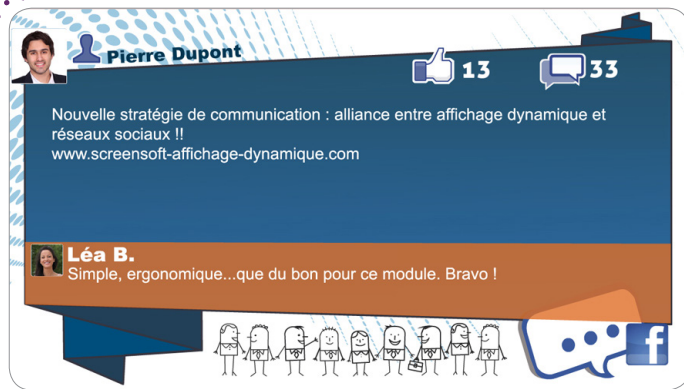 Pierre Dupont
13
33
Nouvelle stratégie de communication : alliance entre affichage dynamique et
réseaux sociaux !!
www.screensoft-affichage-dynamique.com
Léa B.
Simple, ergonomique...que du bon pour ce module. Bravo !
f